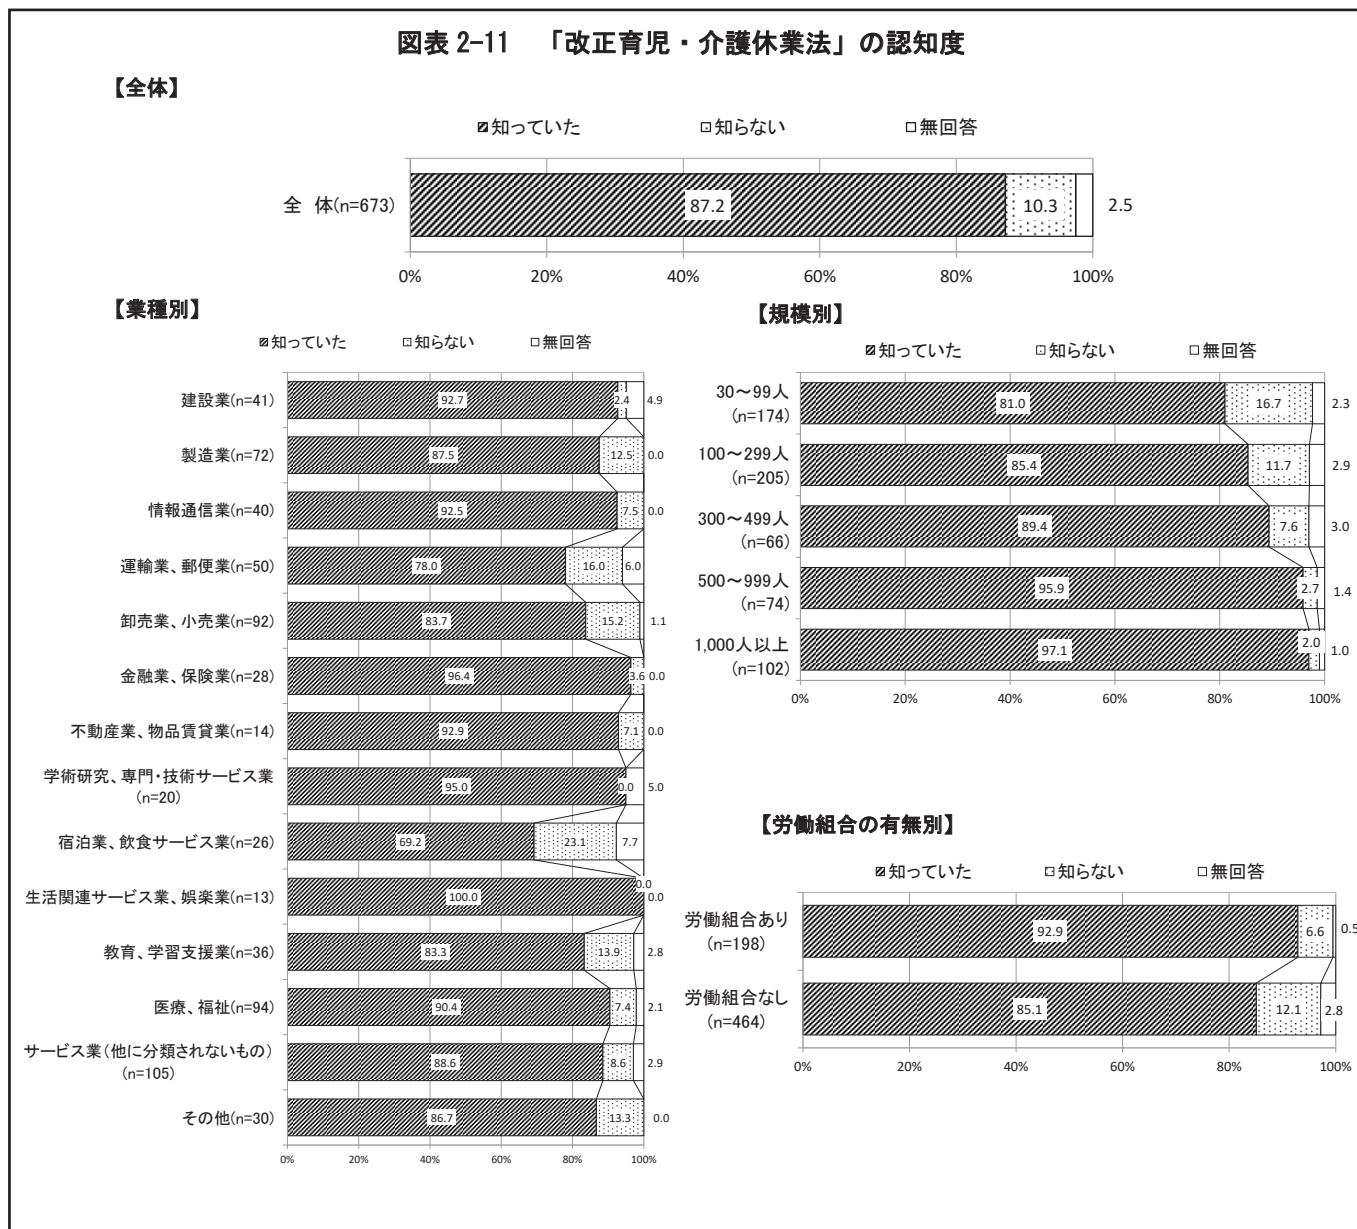 図表 2-11 「改正育児・介護休業法」の認知度
【全体】
知っていた 知らない 無回答
全 体(n=673) 87.2 10.3 2.5
0% 20% 40% 60% 80% 100%
【業種別】
知っていた 知らない 無回答
建設業(n=41) 92.7 2.4 4.9
製造業(n=72) 87.5 12.5 0.0
情報通信業(n=40) 92.5 7.5 0.0
運輸業、郵便業(n=50) 78.0 16.0 6.0
卸売業、小売業(n=92) 83.7 15.2 1.1
金融業、保険業(n=28) 96.4 3.6 0.0
不動産業、物品賃貸業(n=14) 92.9 7.1 0.0
学術研究、専門・技術サービス業
(n=20) 95.0 0.0 5.0
宿泊業、飲食サービス業(n=26) 69.2 23.1 7.7
生活関連サービス業、娯楽業(n=13) 100.0 0.0 0.0
教育、学習支援業(n=36) 83.3 13.9 2.8
医療、福祉(n=94) 90.4 7.4 2.1
サービス業(他に分類されないもの)
(n=105) 88.6 8.6 2.9
その他(n=30) 86.7 13.3 0.0
0% 20% 40% 60% 80% 100%
【規模別】
知っていた 知らない 無回答
30～99人
(n=174) 81.0 16.7 2.3
100～299人
(n=205) 85.4 11.7 2.9
300～499人
(n=66) 89.4 7.6 3.0
500～999人
(n=74) 95.9 2.7 1.4
1,000人以上
(n=102) 97.1 2.0 1.0
0% 20% 40% 60% 80% 100%
【労働組合の有無別】
知っていた 知らない 無回答
労働組合あり
(n=198) 92.9 6.6 0.5
労働組合なし
(n=464) 85.1 12.1 2.8
0% 20% 40% 60% 80% 100%